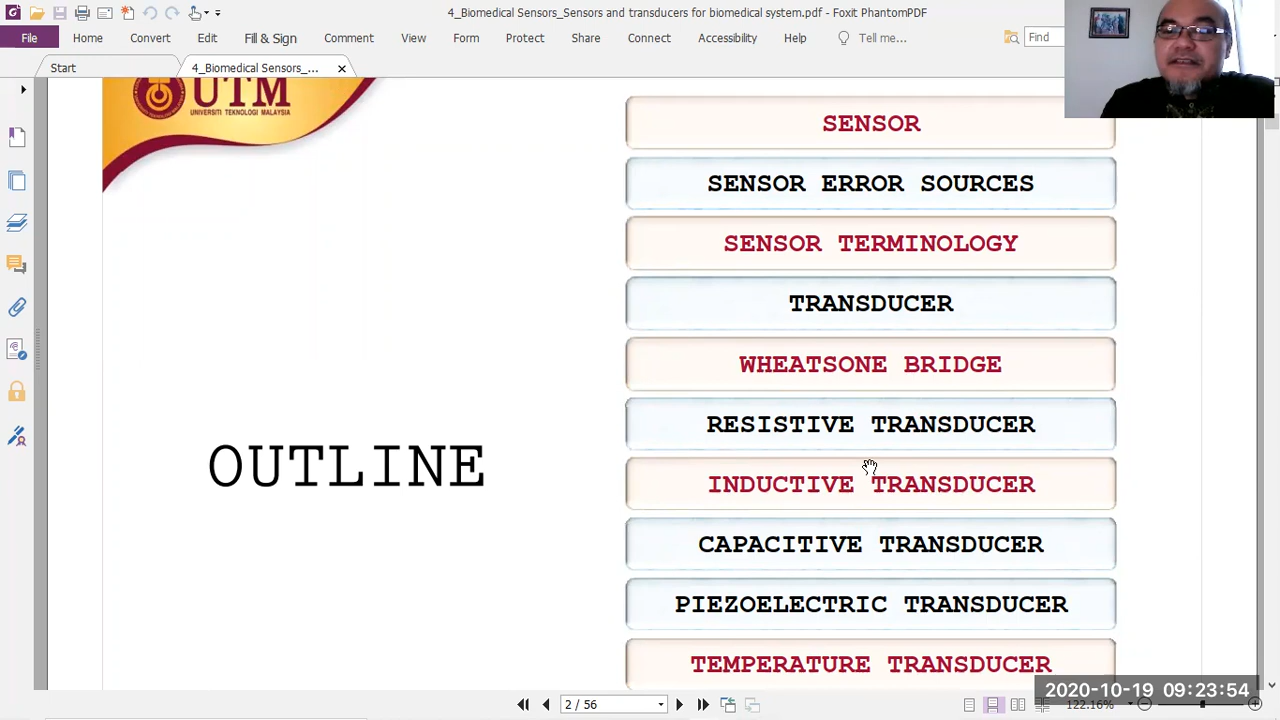 4_Biomedical Sensors_Sensors and transducers for biomedical system.pdf - Foxit PhantomPDF
File Home Convert Edit Fill & Sign Comment View Form Protect Share Connect Accessibility Help Tell me... Find
Start 4_Biomedical Sensors_...
UTM
UNIVERSITI TEKNOLOGI MALAYSIA
OUTLINE
SENSOR
SENSOR ERROR SOURCES
SENSOR TERMINOLOGY
TRANSDUCER
WHEATSONE BRIDGE
RESISTIVE TRANSDUCER
INDUCTIVE TRANSDUCER
CAPACITIVE TRANSDUCER
PIEZOELECTRIC TRANSDUCER
TEMPERATURE TRANSDUCER
2020-10-19 09:23:54
2 / 56
122.16%